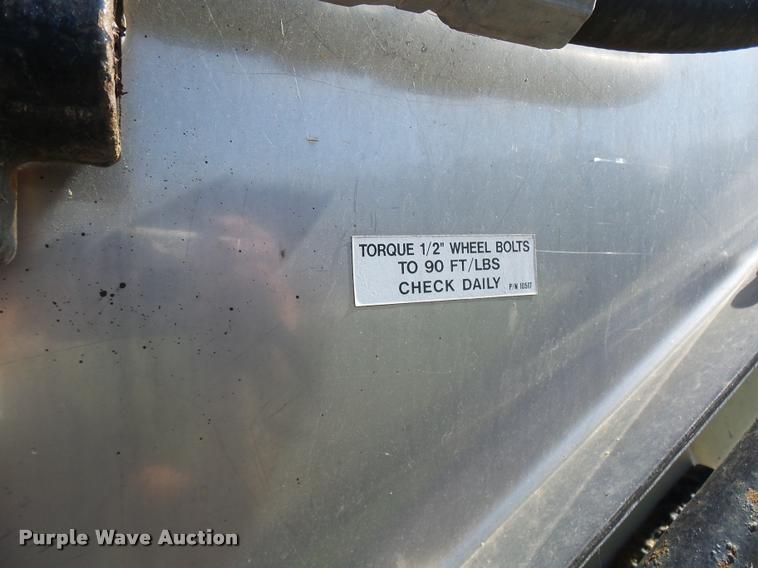 TORQUE 1/2" WHEEL BOLTS
TO 90 FT/LBS
CHECK DAILY P/N 10517
Purple Wave Auction